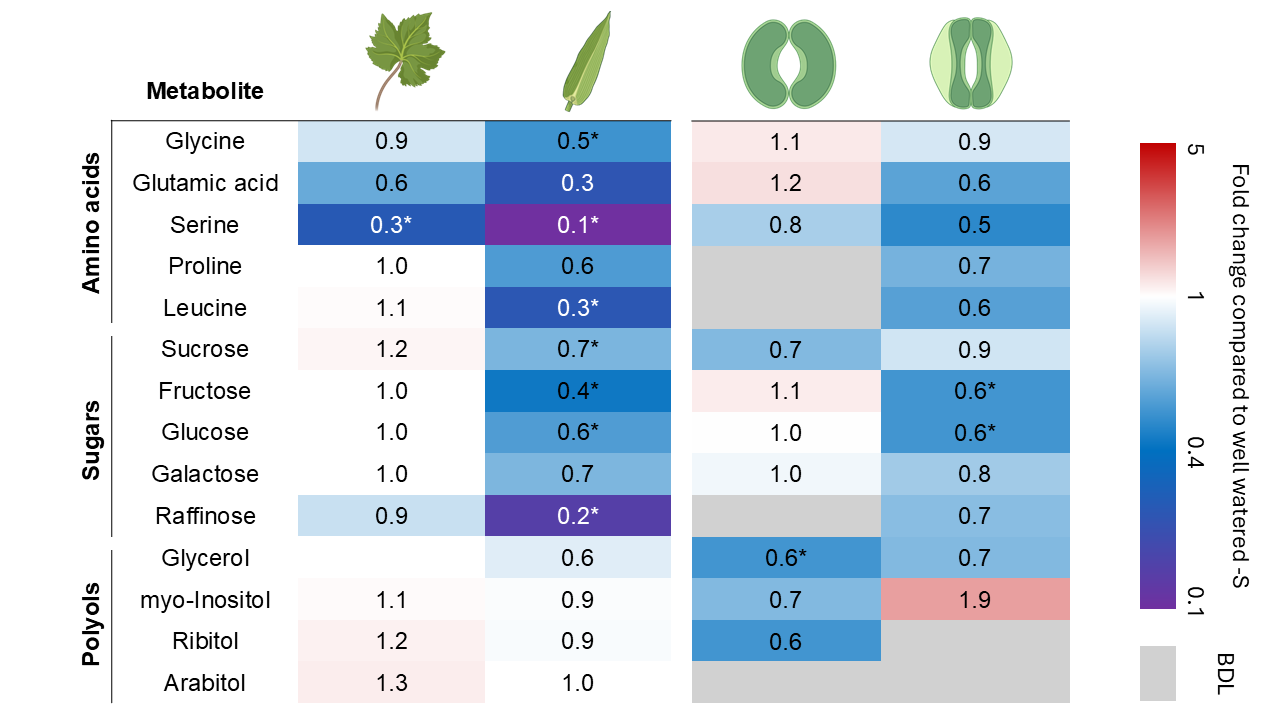 Metabolite
Amino acids
Glycine 0.9 0.5* 1.1 0.9
Glutamic acid 0.6 0.3 1.2 0.6
Serine 0.3* 0.1* 0.8 0.5
Proline 1.0 0.6 0.7
Leucine 1.1 0.3* 0.6
Sugars
Sucrose 1.2 0.7* 0.7 0.9
Fructose 1.0 0.4* 1.1 0.6*
Glucose 1.0 0.6* 1.0 0.6*
Galactose 1.0 0.7 1.0 0.8
Raffinose 0.9 0.2* 0.7
Polyols
Glycerol 0.6 0.6* 0.7
myo-Inositol 1.1 0.9 0.7 1.9
Ribitol 1.2 0.9 0.6
Arabitol 1.3 1.0
5
1
0.4
0.1
Fold change compared to well watered -S
BDL